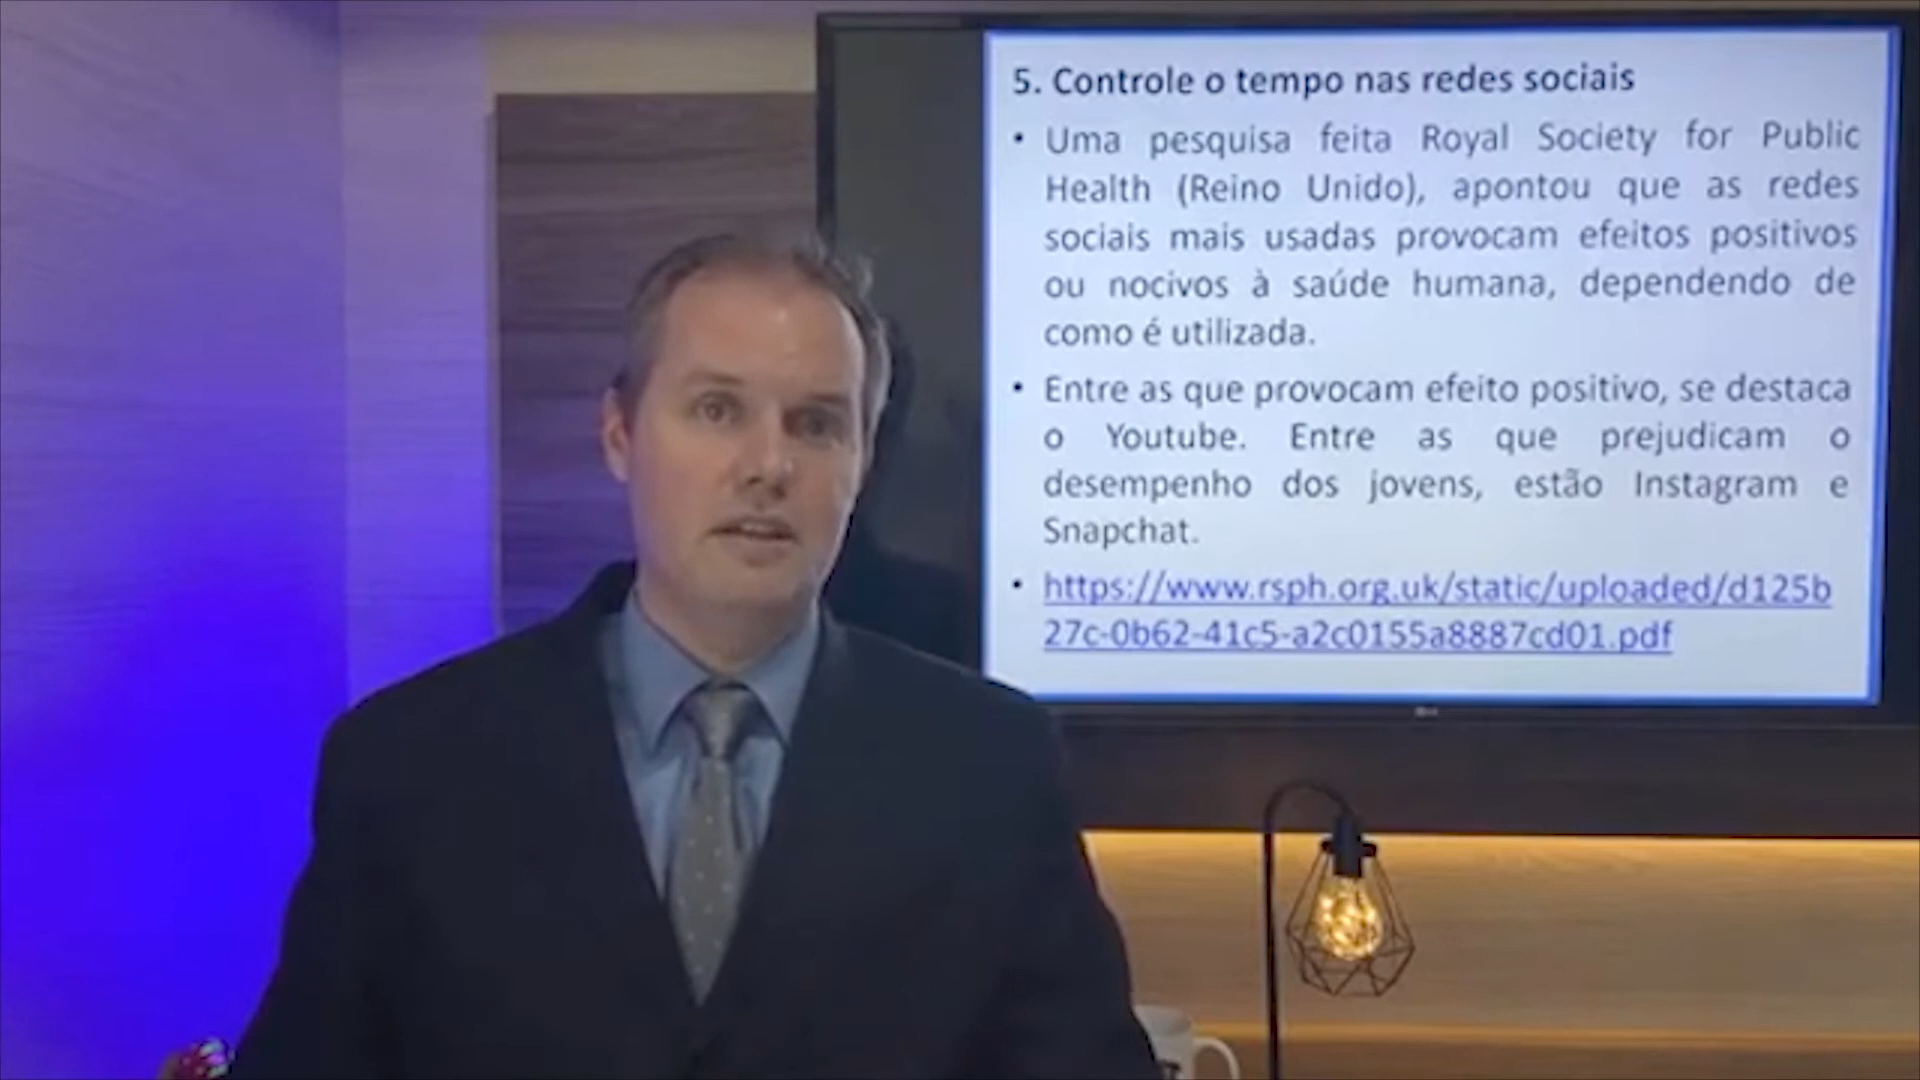 5. Controle o tempo nas redes sociais
• Uma pesquisa feita Royal Society for Public
Health (Reino Unido), apontou que as redes
sociais mais usadas provocam efeitos positivos
ou nocivos à saúde humana, dependendo de
como é utilizada.
• Entre as que provocam efeito positivo, se destaca
o Youtube. Entre as que prejudicam o
desempenho dos jovens, estão Instagram e
Snapchat.
• https://www.rsph.org.uk/static/uploaded/d125b
27c-0b62-41c5-a2c0155a8887cd01.pdf